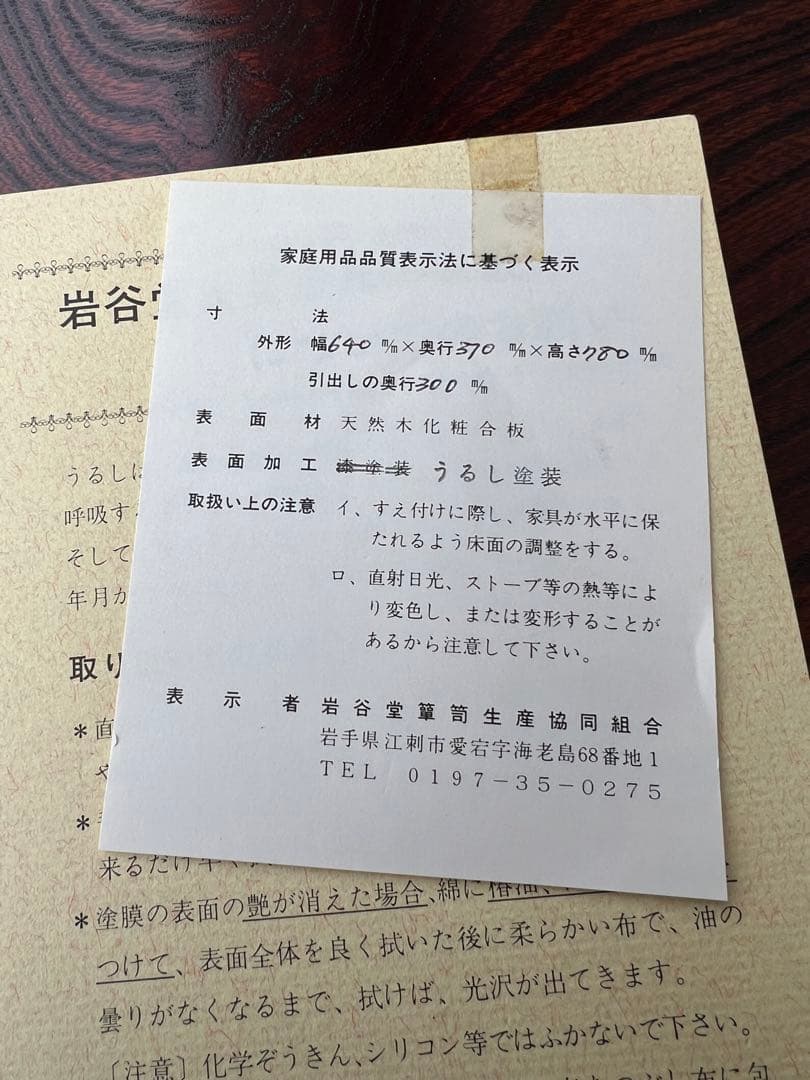 家庭用品品質表示法に基づく表示
寸法
外形 幅640 ㎜×奥行370 ㎜×高さ780 ㎜
引出しの奥行300 ㎜
表面材 天然木化粧合板
表面加工 漆塗装 うるし塗装
取扱い上の注意 イ、すえ付けに際し、家具が水平に保
たれるよう床面の調整をする。
ロ、直射日光、ストーブ等の熱等によ
り変色し、または変形することが
あるから注意して下さい。
表示者 岩谷堂簞笥生産協同組合
岩手県江刺市愛宕字海老島68番地1
TEL 0197-35-0275
岩谷堂
うるしは
呼吸す
そして
年月か
取り
*直
や
*
来るだけ早く
*塗膜の表面の艶が消えた場合、綿に椿油、
つけて、表面全体を良く拭いた後に柔らかい布で、油の
曇りがなくなるまで、拭けば、光沢が出てきます。
〔注意〕化学ぞうきん、シリコン等ではふかないで下さい。